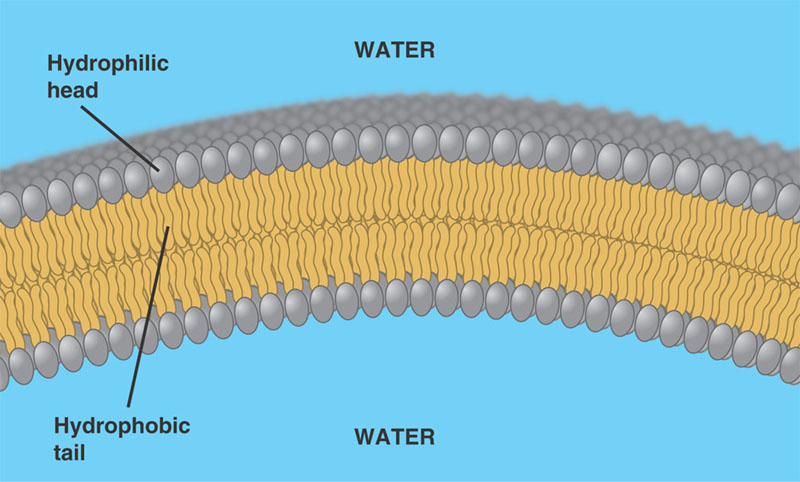 WATER
Hydrophilic
head
Hydrophobic
tail
WATER